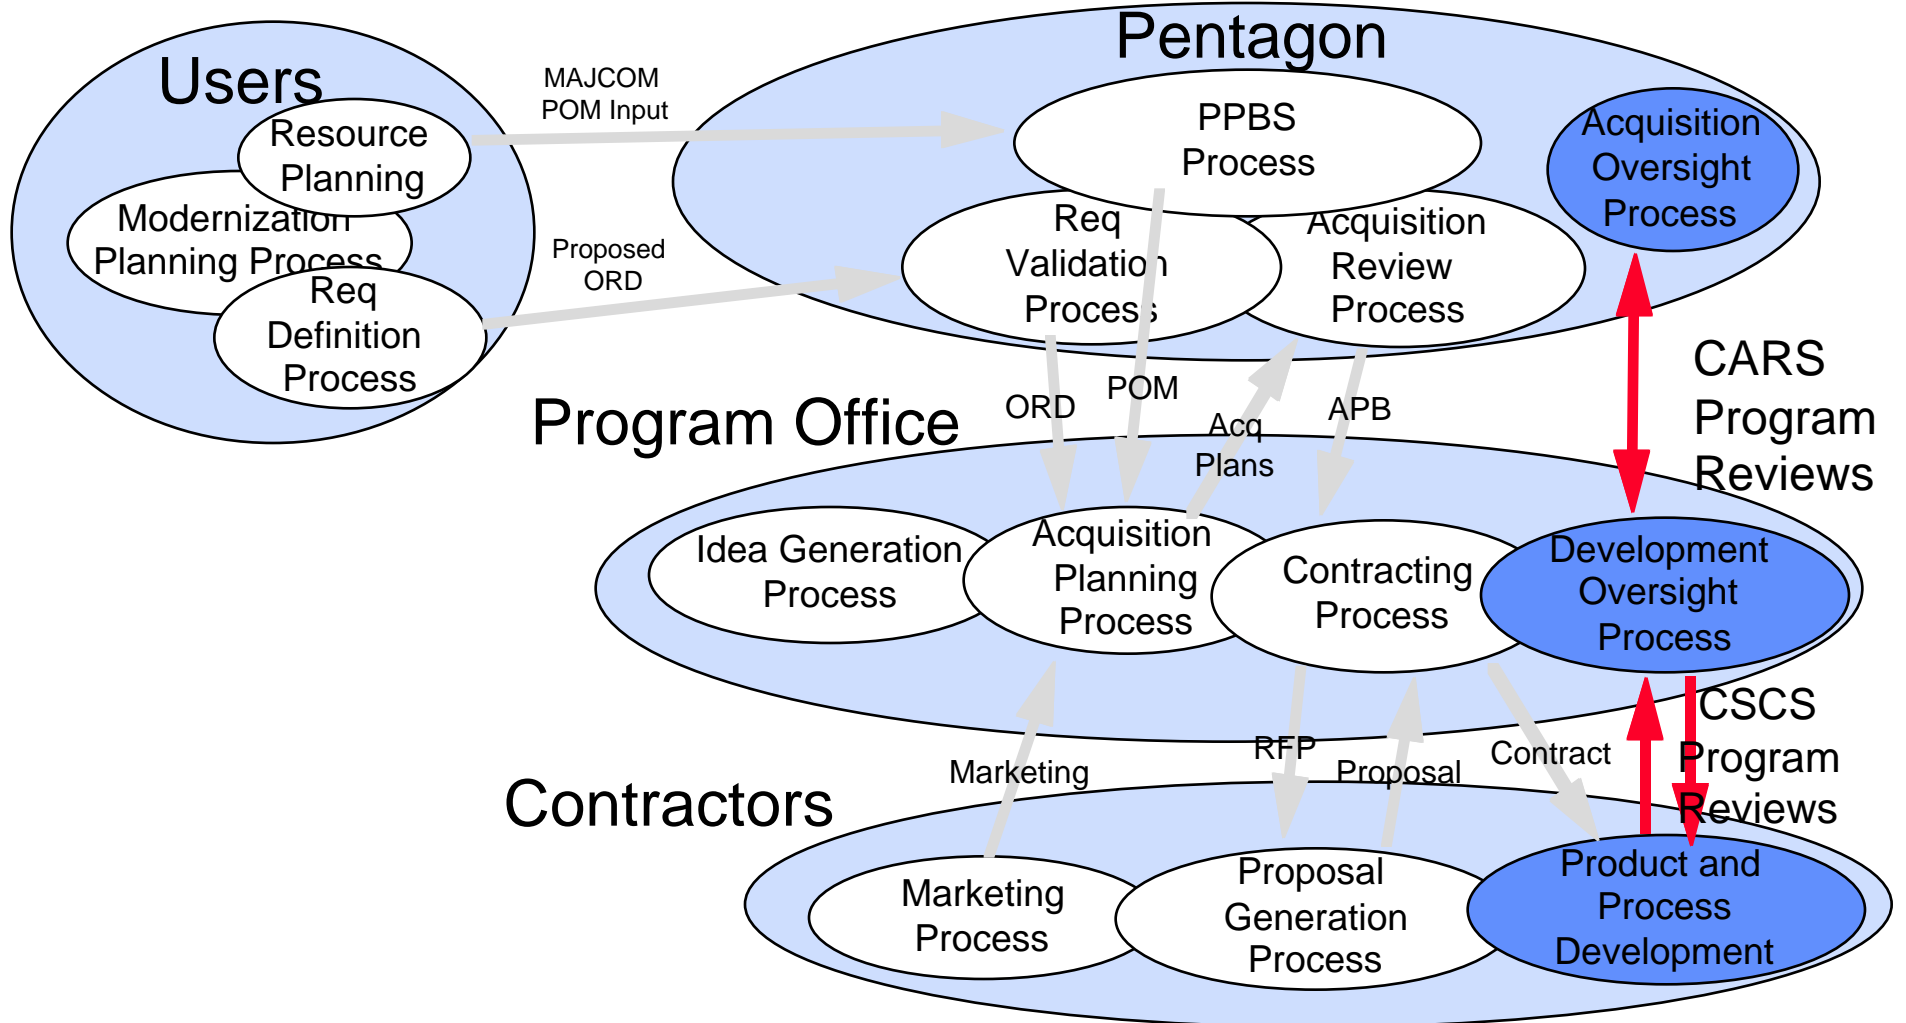 Users
Resource
Planning
Modernization
Planning Process
Req
Definition
Process
MAJCOM
POM Input
Proposed
ORD
Pentagon
PPBS
Process
Req
Validation
Process
Acquisition
Review
Process
Acquisition
Oversight
Process
CARS
Program
Reviews
ORD
POM
Acq
Plans
APB
Program Office
Idea Generation
Process
Acquisition
Planning
Process
Contracting
Process
Development
Oversight
Process
CSCS
Program
Reviews
Marketing
RFP
Proposal
Contract
Contractors
Marketing
Process
Proposal
Generation
Process
Product and
Process
Development